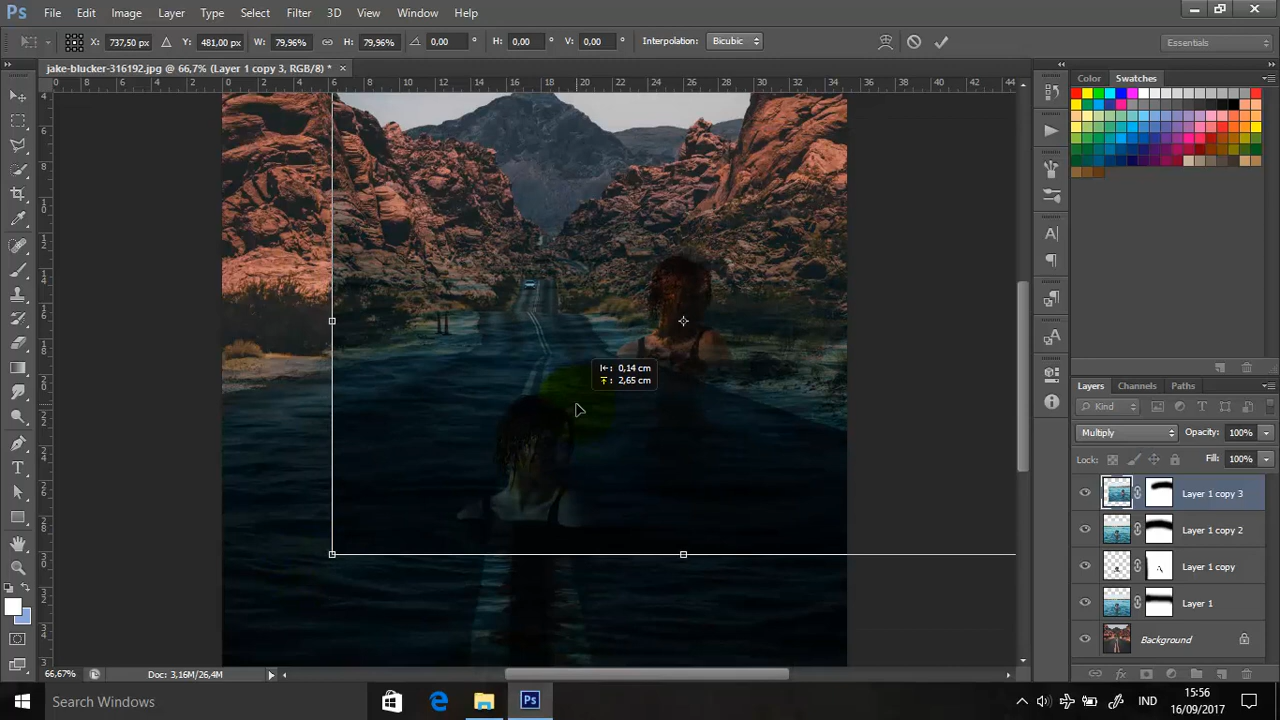 Ps File Edit Image Layer Type Select Filter 3D View Window Help
X: 737,50 px Y: 481,00 px W: 79,96% H: 79,96% 0,00 ° H: 0,00 ° V: 0,00 ° Interpolation: Bicubic Essentials
jake-blucker-316192.jpg @ 66,7% (Layer 1 copy 3, RGB/8) * ×
Color Swatches
0,14 cm
2,65 cm
Layers Channels Paths
Kind
Multiply Opacity: 100%
Lock: Fill: 100%
Layer 1 copy 3
Layer 1 copy 2
Layer 1 copy
Layer 1
Background
66,67% Doc: 3,16M/26,4M
Search Windows
Ps
IND
15:56
16/09/2017